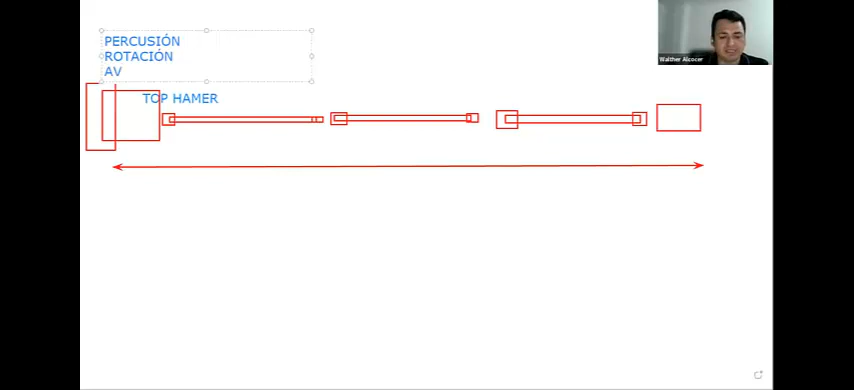 PERCUSIÓN
ROTACIÓN
AV
TOP HAMER
Walther Alcocer